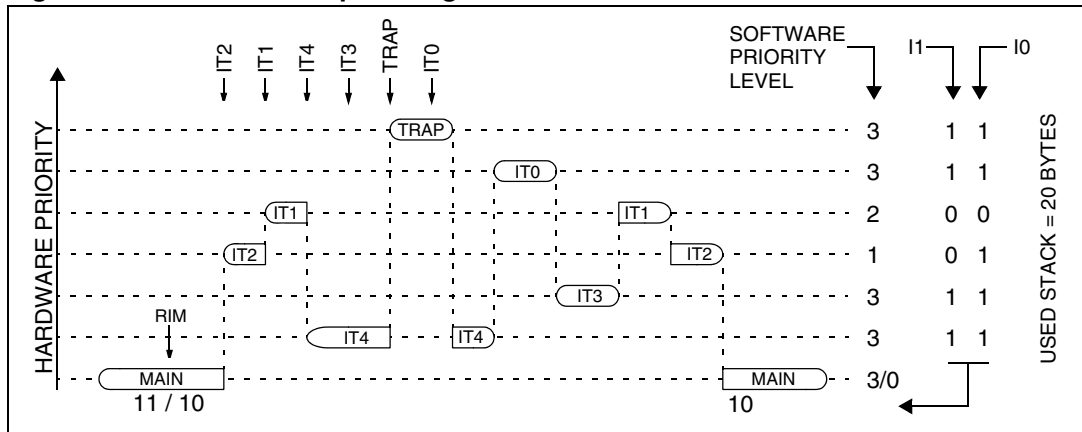 IT2
IT1
IT4
IT3
TRAP
IT0
SOFTWARE
PRIORITY
LEVEL
I1
I0
HARDWARE PRIORITY
USED STACK = 20 BYTES
TRAP
3
1 1
IT0
3
1 1
IT1
IT1
2
0 0
IT2
IT2
1
0 1
IT3
3
1 1
RIM
IT4
IT4
3
1 1
MAIN
MAIN
3/0
11 / 10
10